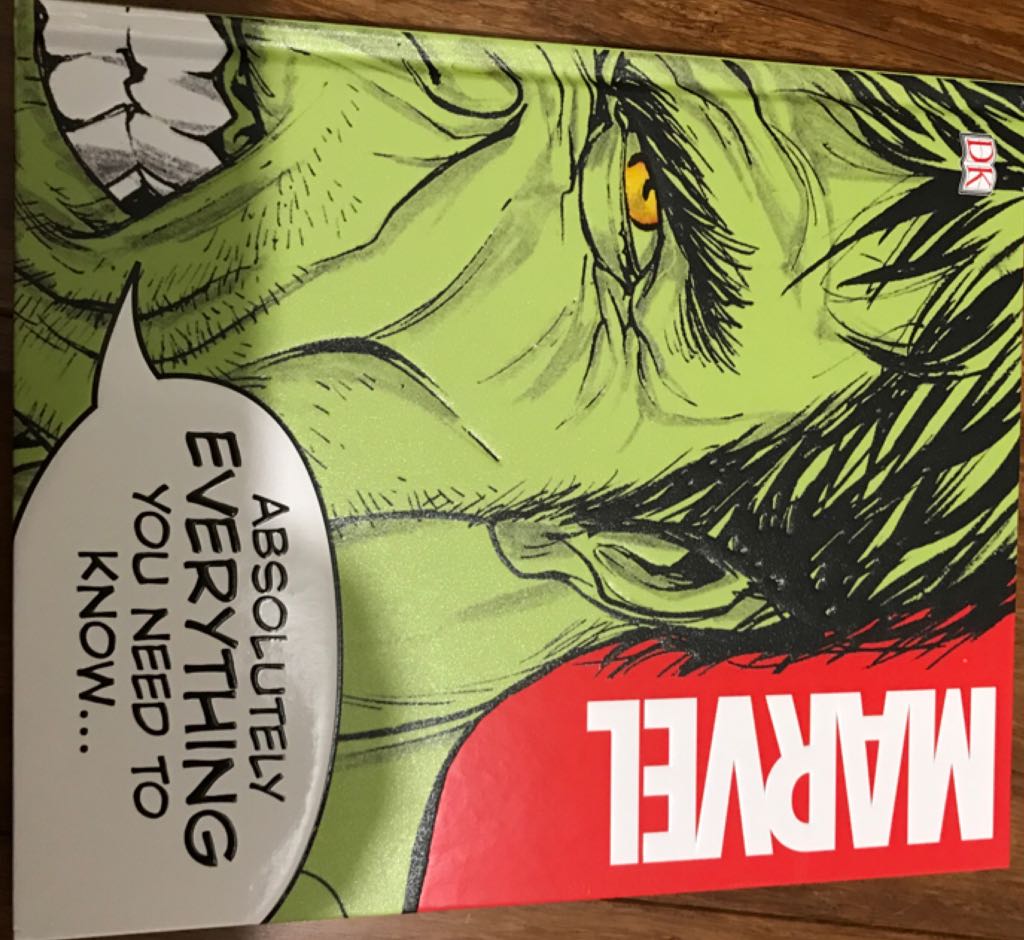 DK
MARVEL
ABSOLUTELY
EVERYTHING
YOU NEED TO
KNOW...